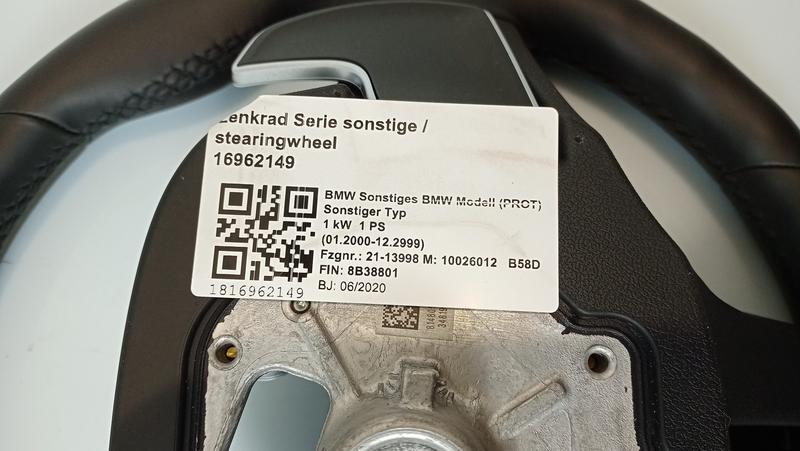 Lenkrad Serie sonstige /
stearingwheel
16962149
BMW Sonstiges BMW Modell (PROT)
Sonstiger Typ
1 kW 1 PS
(01.2000-12.2999)
Fzgnr.: 21-13998 M: 10026012 B58D
FIN: 8B38801
BJ: 06/2020
1816962149